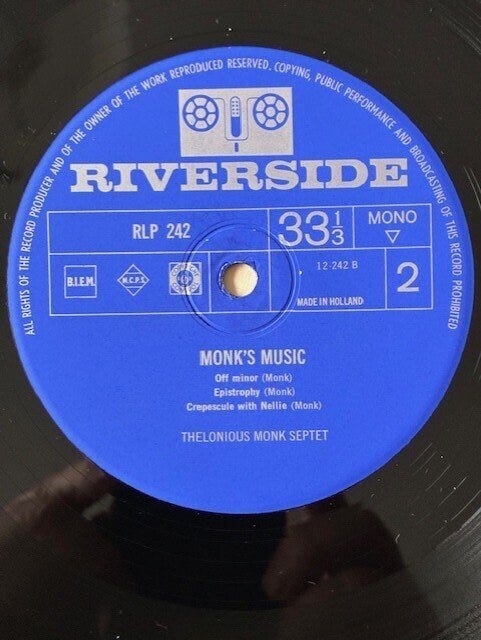 ALL RIGHTS OF THE RECORD PRODUCER AND OF THE OWNER OF THE WORK REPRODUCED RESERVED. COPYING, PUBLIC PERFORMANCE AND BROADCASTING OF THIS RECORD PROHIBITED
RIVERSIDE
RLP 242
33 1/3
MONO
B.I.E.M.
M.C.P.S.
12-242 B
MADE IN HOLLAND
2
MONK'S MUSIC
Off minor (Monk)
Epistrophy (Monk)
Crepescule with Nellie (Monk)
THELONIOUS MONK SEPTET